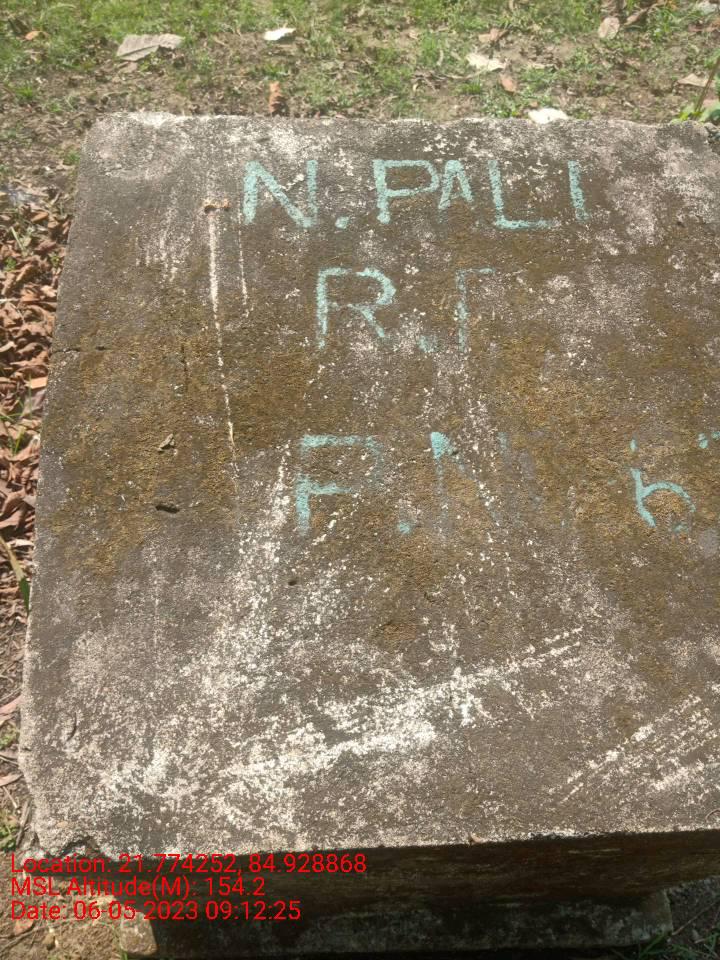 N.PALI
R.F
P.N
Location: 21.774252, 84.928868
MSL Altitude(M): 154.2
Date: 06-05-2023 09:12:25